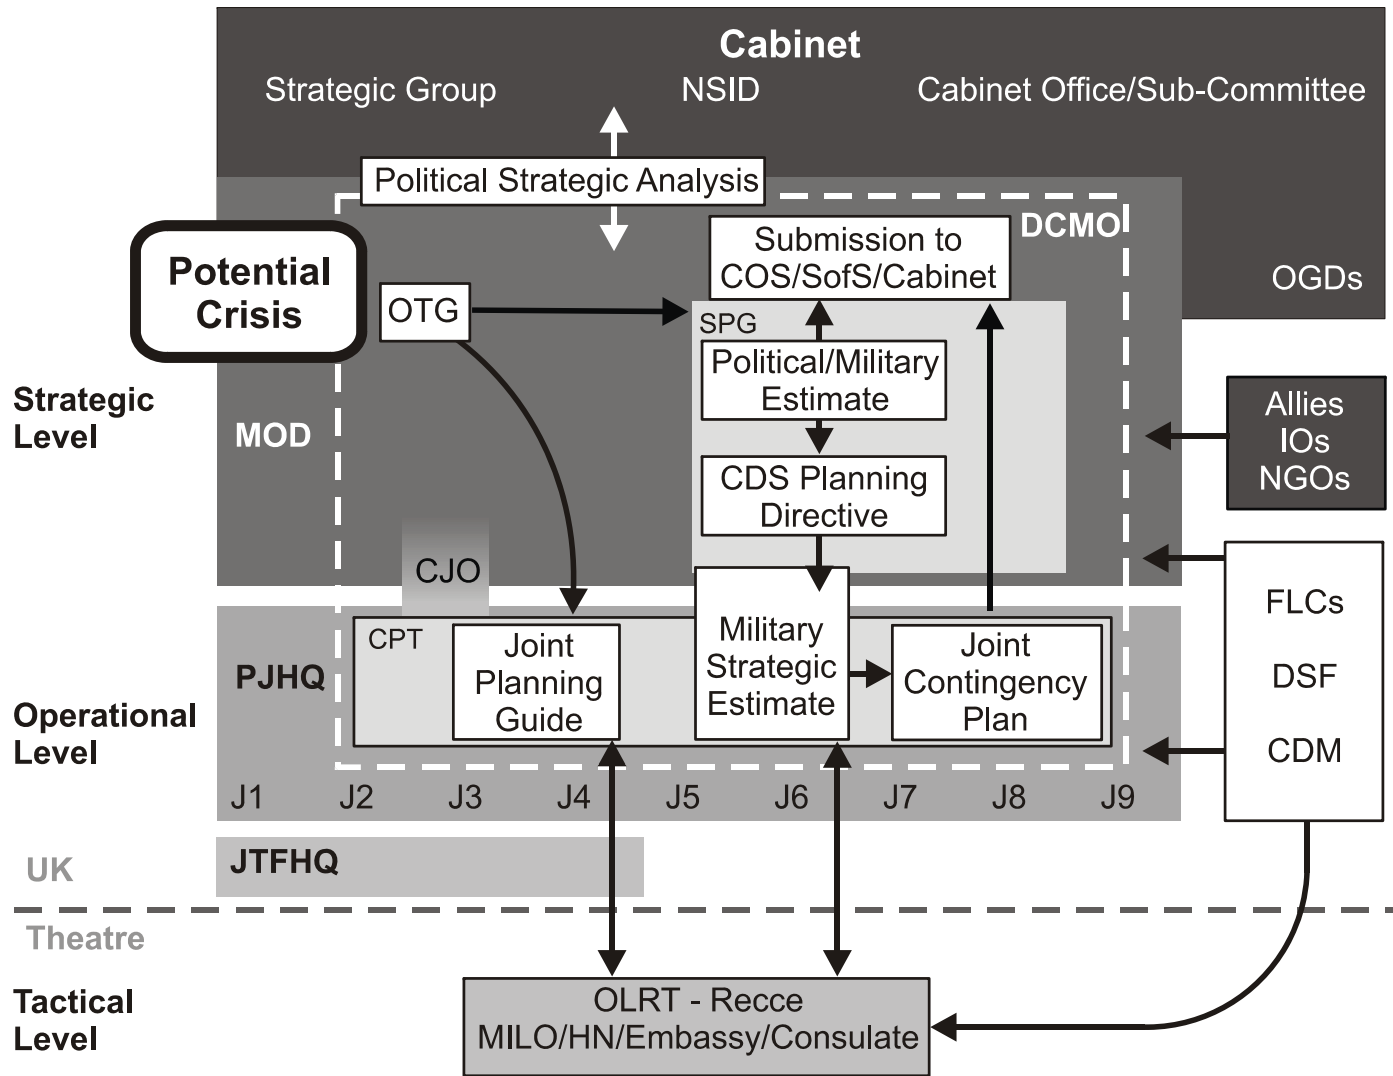 Cabinet
Strategic Group
NSID
Cabinet Office/Sub-Committee
Political Strategic Analysis
DCMO
Submission to
COS/SofS/Cabinet
OGDs
Potential
Crisis
OTG
SPG
Political/Military
Estimate
Strategic
Level
MOD
Allies
IOs
NGOs
CDS Planning
Directive
CJO
FLCs
DSF
CDM
CPT
Joint
Planning
Guide
Military
Strategic
Estimate
Joint
Contingency
Plan
PJHQ
Operational
Level
J1 J2 J3 J4 J5 J6 J7 J8 J9
JTFHQ
UK
Theatre
Tactical
Level
OLRT - Recce
MILO/HN/Embassy/Consulate